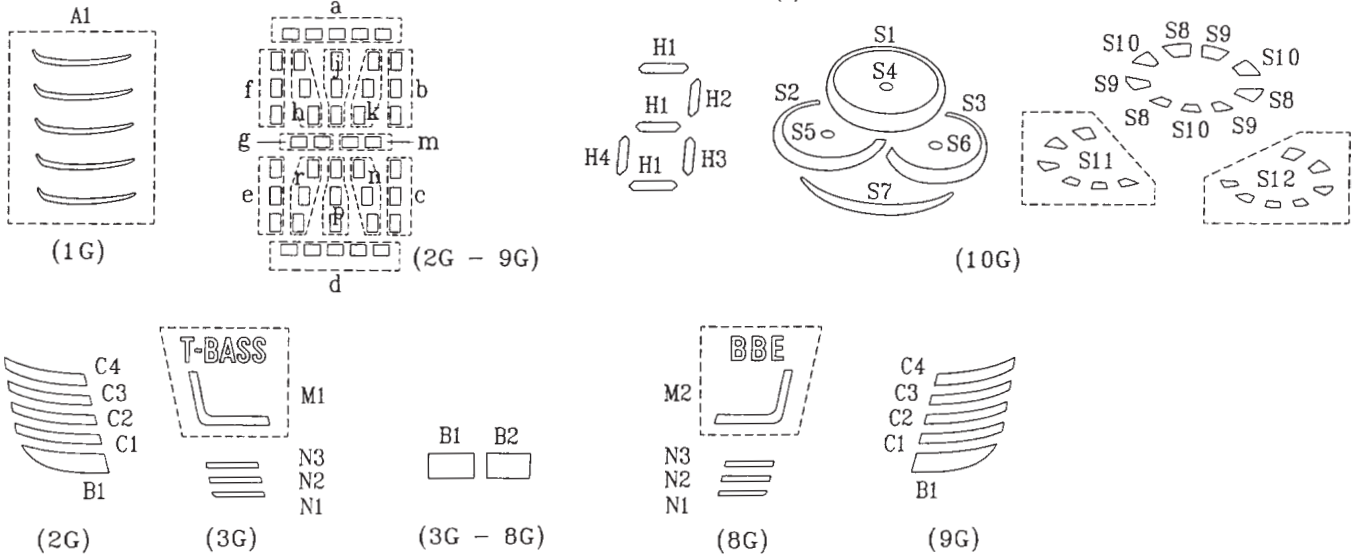 A1
(1G)
a
f j b
h k
g m
r n
e c
p
d
(2G - 9G)
H1
H2
H1
H4 H1 H3
S1
S4
S2 S3
S5 S6
S7
S8 S9
S10 S10
S9 S8
S8 S10 S9
S11 S12
(10G)
C4
C3
C2
C1
B1
(2G)
T-BASS
M1
N3
N2
N1
(3G)
B1 B2
(3G - 8G)
BBE
M2
N3
N2
N1
(8G)
C4
C3
C2
C1
B1
(9G)